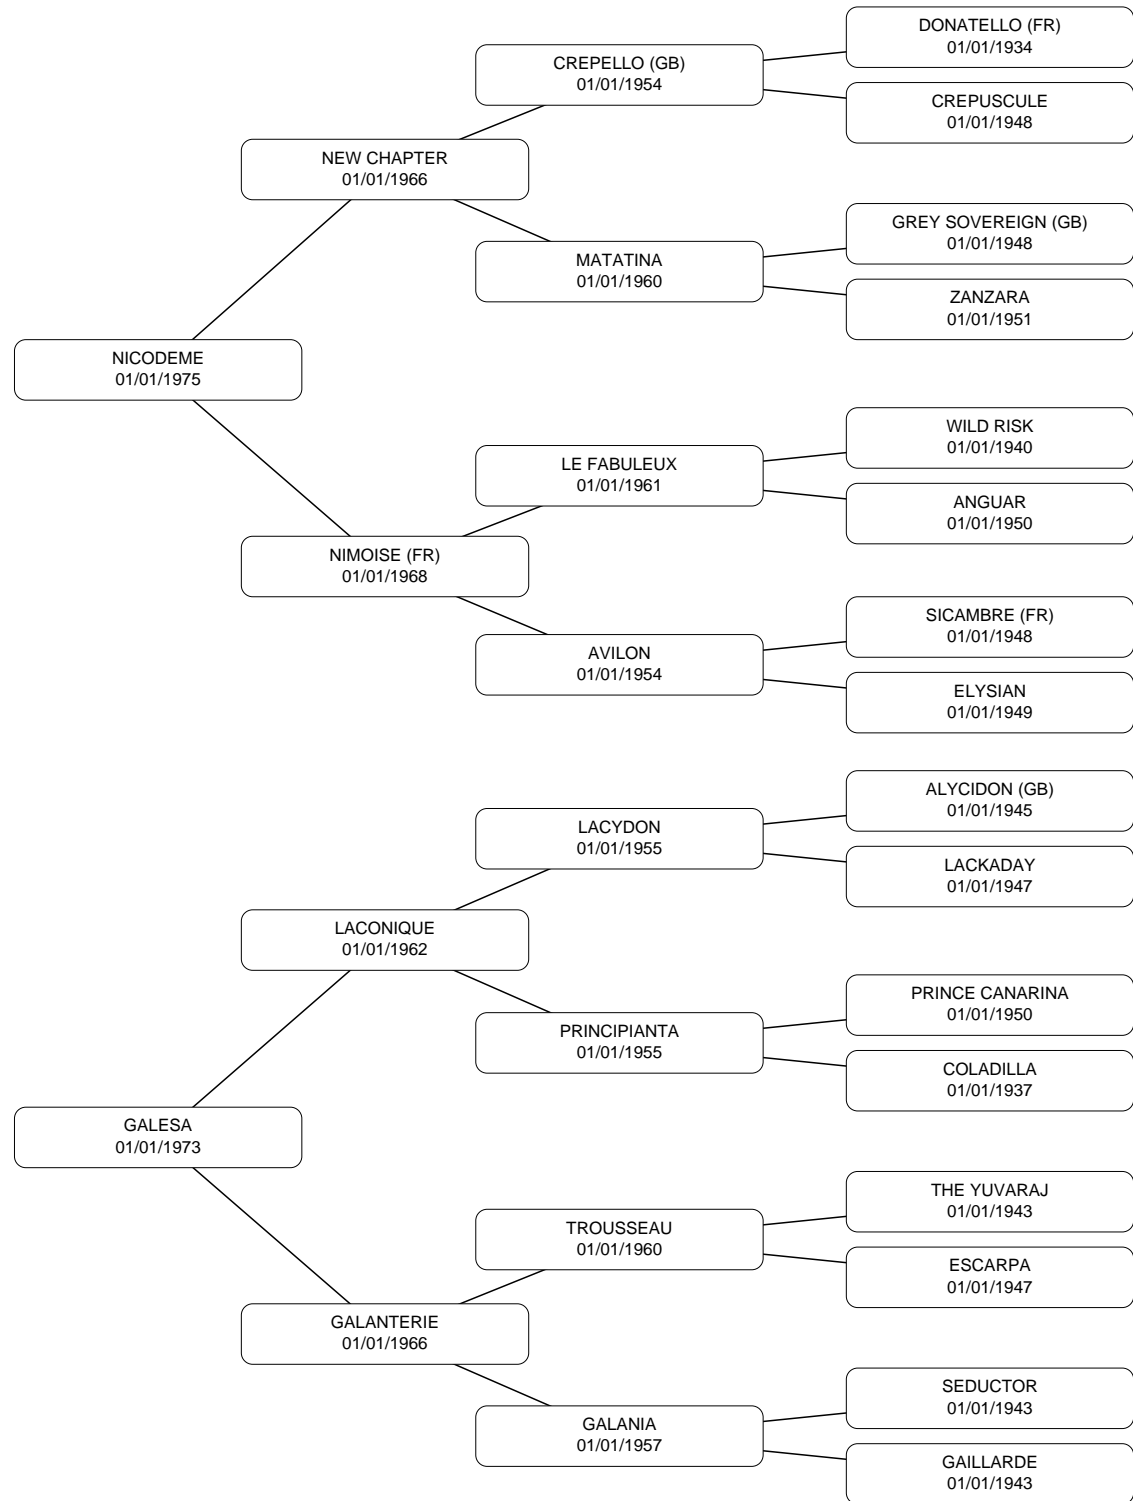 DONATELLO (FR)
01/01/1934
CREPELLO (GB)
01/01/1954
CREPUSCULE
01/01/1948
NEW CHAPTER
01/01/1966
GREY SOVEREIGN (GB)
01/01/1948
MATATINA
01/01/1960
ZANZARA
01/01/1951
NICODEME
01/01/1975
WILD RISK
01/01/1940
LE FABULEUX
01/01/1961
ANGUAR
01/01/1950
NIMOISE (FR)
01/01/1968
SICAMBRE (FR)
01/01/1948
AVILON
01/01/1954
ELYSIAN
01/01/1949
ALYCIDON (GB)
01/01/1945
LACYDON
01/01/1955
LACKADAY
01/01/1947
LACONIQUE
01/01/1962
PRINCE CANARINA
01/01/1950
PRINCIPIANTA
01/01/1955
COLADILLA
01/01/1937
GALESA
01/01/1973
THE YUVARAJ
01/01/1943
TROUSSEAU
01/01/1960
ESCARPA
01/01/1947
GALANTERIE
01/01/1966
SEDUCTOR
01/01/1943
GALANIA
01/01/1957
GAILLARDE
01/01/1943